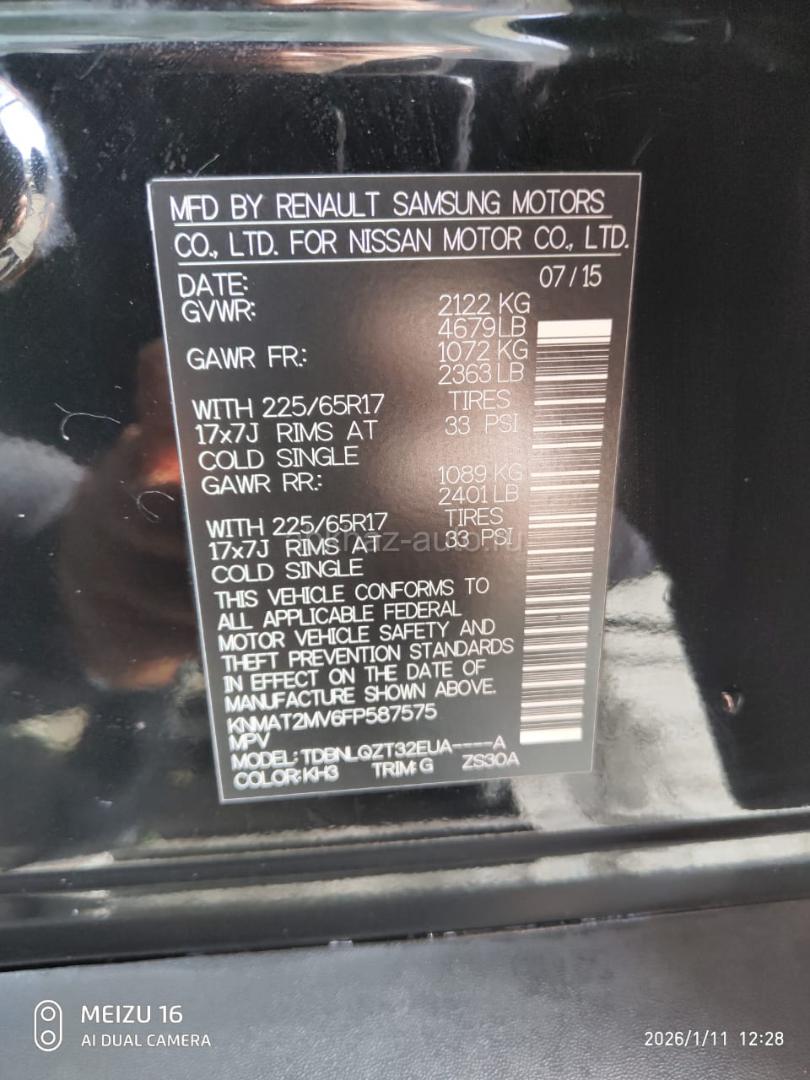 MFD BY RENAULT SAMSUNG MOTORS
CO., LTD. FOR NISSAN MOTOR CO., LTD.
DATE: 07/15
GVWR: 2122 KG
4679LB
GAWR FR.: 1072 KG
2363 LB
WITH 225/65R17 TIRES
17x7J RIMS AT 33 PSI
COLD SINGLE
GAWR RR.: 1089 KG
2401 LB
WITH 225/65R17 TIRES
17x7J RIMS AT 33 PSI
COLD SINGLE
THIS VEHICLE CONFORMS TO
ALL APPLICABLE FEDERAL
MOTOR VEHICLE SAFETY AND
THEFT PREVENTION STANDARDS
IN EFFECT ON THE DATE OF
MANUFACTURE SHOWN ABOVE.
KNMAT2MV6FP587575
MPV
MODEL: TDBNLQZT32EUA----A
COLOR: KH3 TRIM: G ZS30A
abkhaz-auto.ru
MEIZU 16
AI DUAL CAMERA
2026/1/11 12:28